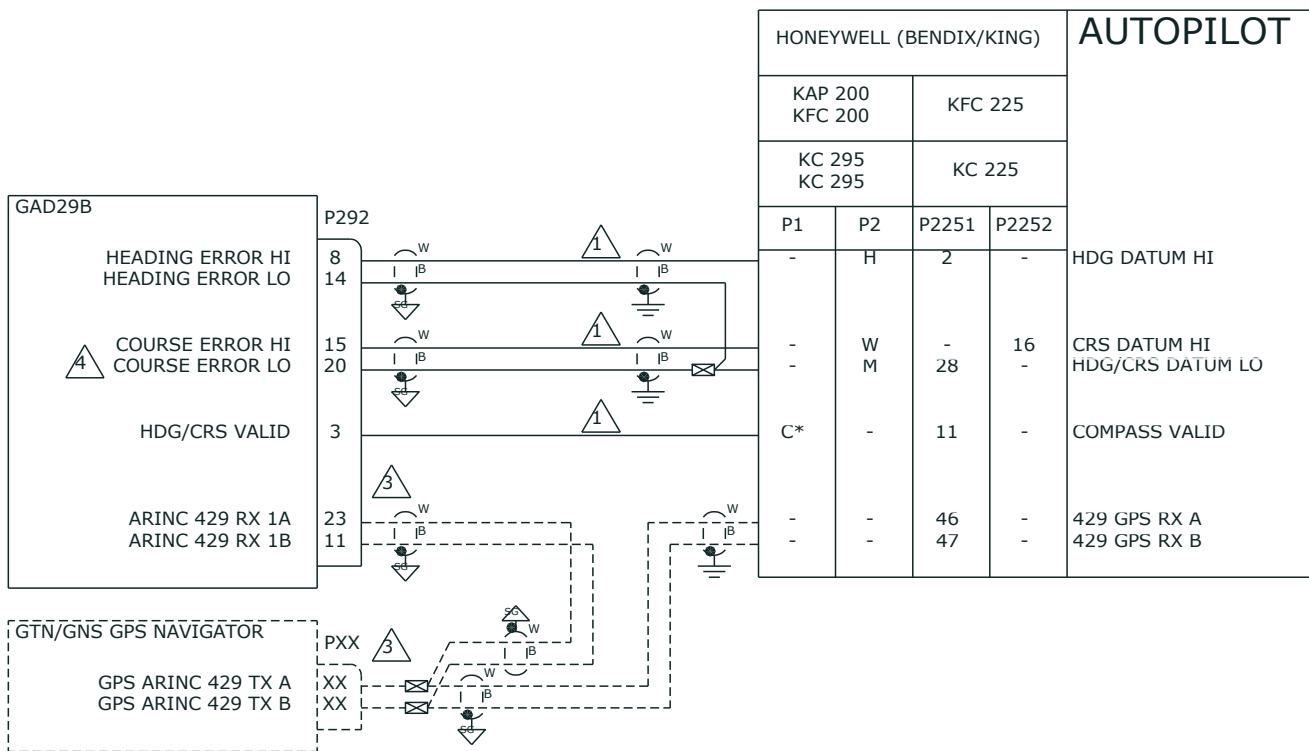 HONEYWELL (BENDIX/KING) AUTOPILOT
KAP 200
KFC 200
KFC 225
KC 295
KC 295
KC 225
P1 P2 P2251 P2252
GAD29B
P292
HEADING ERROR HI 8 W 1 W - H 2 - HDG DATUM HI
HEADING ERROR LO 14 B B
SG
COURSE ERROR HI 15 W 1 W - W - 16 CRS DATUM HI
4 COURSE ERROR LO 20 B B - M 28 - HDG/CRS DATUM LO
SG
HDG/CRS VALID 3 1 C* - 11 - COMPASS VALID
3
ARINC 429 RX 1A 23 W W - - 46 - 429 GPS RX A
ARINC 429 RX 1B 11 B B - - 47 - 429 GPS RX B
SG
SG
GTN/GNS GPS NAVIGATOR
PXX 3 W
B
GPS ARINC 429 TX A XX W
GPS ARINC 429 TX B XX B
SG